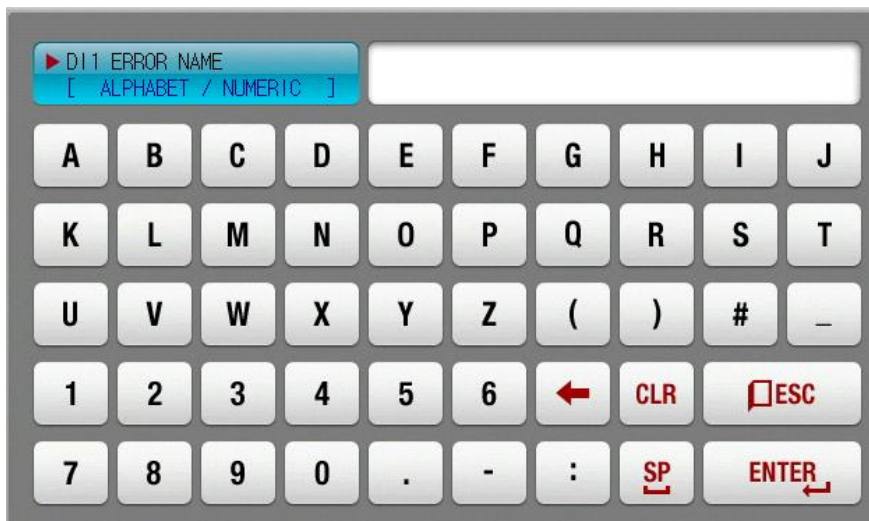 ▶ DI1 ERROR NAME
[ ALPHABET / NUMERIC ]
A B C D E F G H I J
K L M N O P Q R S T
U V W X Y Z ( ) # _
1 2 3 4 5 6 ← CLR ESC
7 8 9 0 . - : SP ENTER